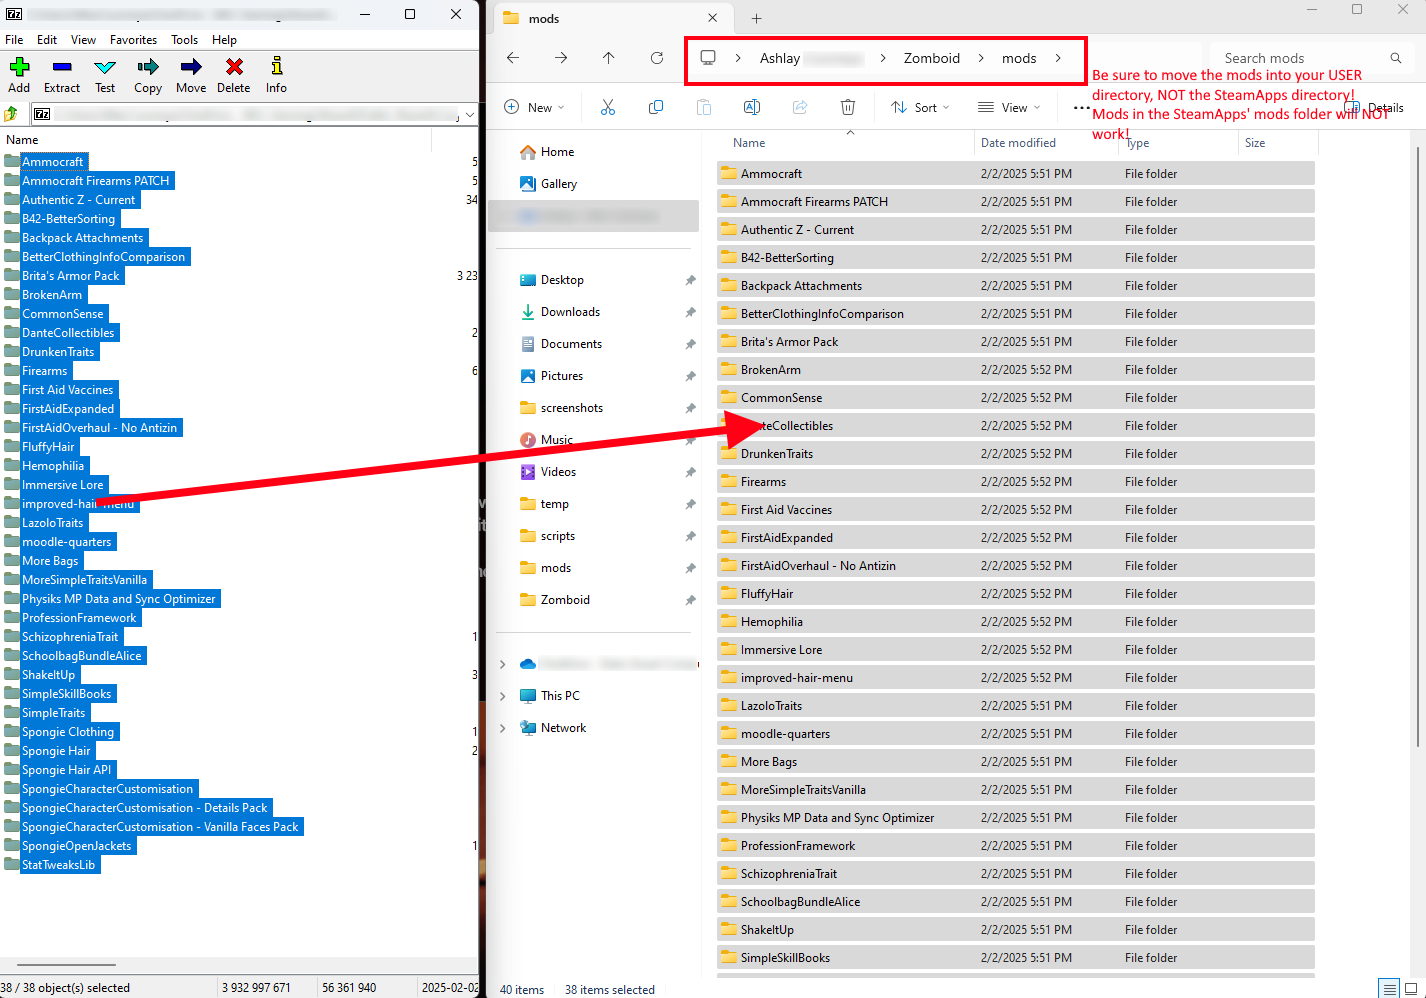 File Edit View Favorites Tools Help
Add Extract Test Copy Move Delete Info
Name
Ammocraft 5
Ammocraft Firearms PATCH 5
Authentic Z - Current 34
B42-BetterSorting
Backpack Attachments
BetterClothingInfoComparison
Brita's Armor Pack 3 23
BrokenArm
CommonSense
DanteCollectibles 2
DrunkenTraits
Firearms 6
First Aid Vaccines
FirstAidExpanded
FirstAidOverhaul - No Antizin
FluffyHair
Hemophilia
Immersive Lore
improved-hair-menu
LazoloTraits
moodle-quarters
More Bags
MoreSimpleTraitsVanilla
Physiks MP Data and Sync Optimizer
ProfessionFramework
SchizophreniaTrait 1
SchoolbagBundleAlice
ShakeItUp 3
SimpleSkillBooks
SimpleTraits
Spongie Clothing 1
Spongie Hair 2
Spongie Hair API
SpongieCharacterCustomisation
SpongieCharacterCustomisation - Details Pack
SpongieCharacterCustomisation - Vanilla Faces Pack
SpongieOpenJackets 1
StatTweaksLib
38 / 38 object(s) selected 3 932 997 671 56 361 940 2025-02-02
mods
Ashlay Zomboid mods
Search mods
Be sure to move the mods into your USER
directory, NOT the SteamApps directory!
Mods in the SteamApps' mods folder will NOT
work!
New Sort View Details
Home
Gallery
Desktop
Downloads
Documents
Pictures
screenshots
Music
Videos
temp
scripts
mods
Zomboid
This PC
Network
Name Date modified Type Size
Ammocraft 2/2/2025 5:51 PM File folder
Ammocraft Firearms PATCH 2/2/2025 5:51 PM File folder
Authentic Z - Current 2/2/2025 5:51 PM File folder
B42-BetterSorting 2/2/2025 5:51 PM File folder
Backpack Attachments 2/2/2025 5:51 PM File folder
BetterClothingInfoComparison 2/2/2025 5:51 PM File folder
Brita's Armor Pack 2/2/2025 5:51 PM File folder
BrokenArm 2/2/2025 5:52 PM File folder
CommonSense 2/2/2025 5:52 PM File folder
teCollectibles 2/2/2025 5:51 PM File folder
DrunkenTraits 2/2/2025 5:52 PM File folder
Firearms 2/2/2025 5:52 PM File folder
First Aid Vaccines 2/2/2025 5:52 PM File folder
FirstAidExpanded 2/2/2025 5:52 PM File folder
FirstAidOverhaul - No Antizin 2/2/2025 5:52 PM File folder
FluffyHair 2/2/2025 5:52 PM File folder
Hemophilia 2/2/2025 5:52 PM File folder
Immersive Lore 2/2/2025 5:52 PM File folder
improved-hair-menu 2/2/2025 5:52 PM File folder
LazoloTraits 2/2/2025 5:51 PM File folder
moodle-quarters 2/2/2025 5:51 PM File folder
More Bags 2/2/2025 5:51 PM File folder
MoreSimpleTraitsVanilla 2/2/2025 5:51 PM File folder
Physiks MP Data and Sync Optimizer 2/2/2025 5:51 PM File folder
ProfessionFramework 2/2/2025 5:51 PM File folder
SchizophreniaTrait 2/2/2025 5:51 PM File folder
SchoolbagBundleAlice 2/2/2025 5:51 PM File folder
ShakeItUp 2/2/2025 5:51 PM File folder
SimpleSkillBooks 2/2/2025 5:51 PM File folder
40 items 38 items selected